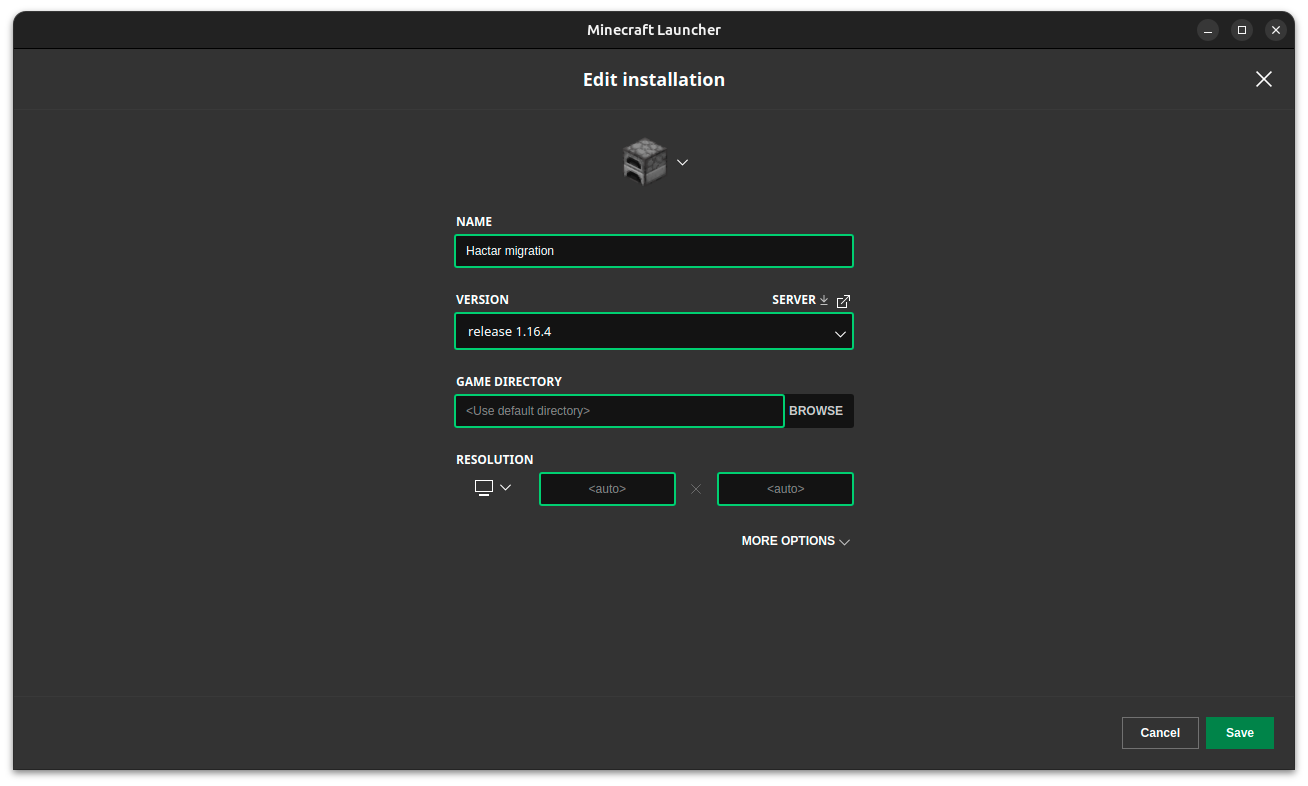 Minecraft Launcher
Edit installation
NAME
Hactar migration
VERSION SERVER
release 1.16.4
GAME DIRECTORY
<Use default directory> BROWSE
RESOLUTION
<auto> <auto>
MORE OPTIONS
Cancel Save